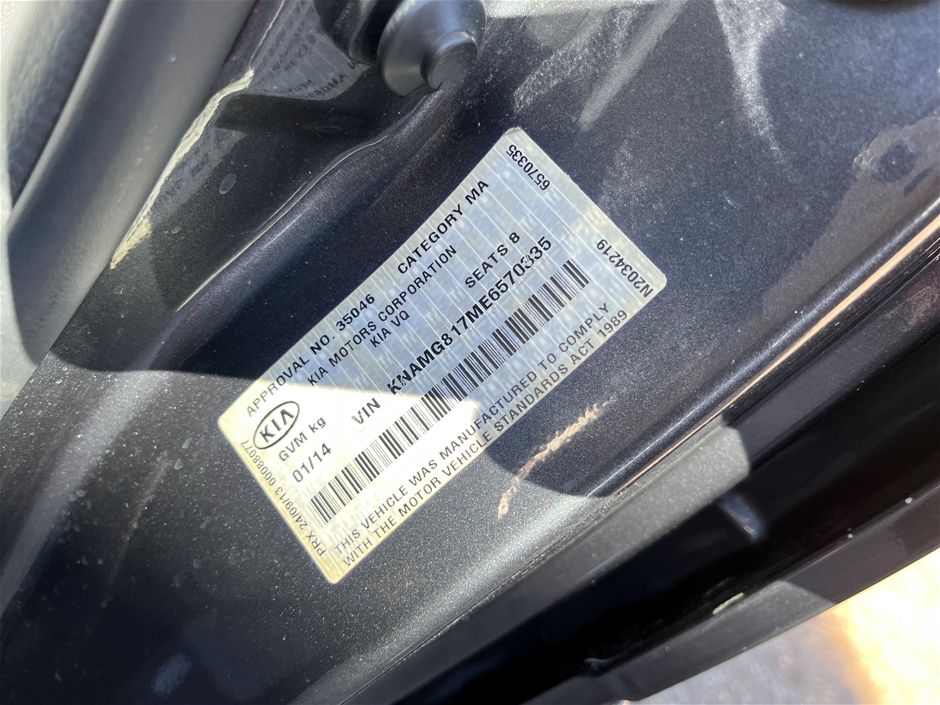 APPROVAL NO. 35046 CATEGORY MA
KIA MOTORS CORPORATION
KIA VQ
KIA
GVM kg SEATS 8
01/14 VIN KNAMG817ME6570335
THIS VEHICLE WAS MANUFACTURED TO COMPLY
WITH THE MOTOR VEHICLE STANDARDS ACT 1989
PRX 24/09/13 00088077
6570335
N2034219